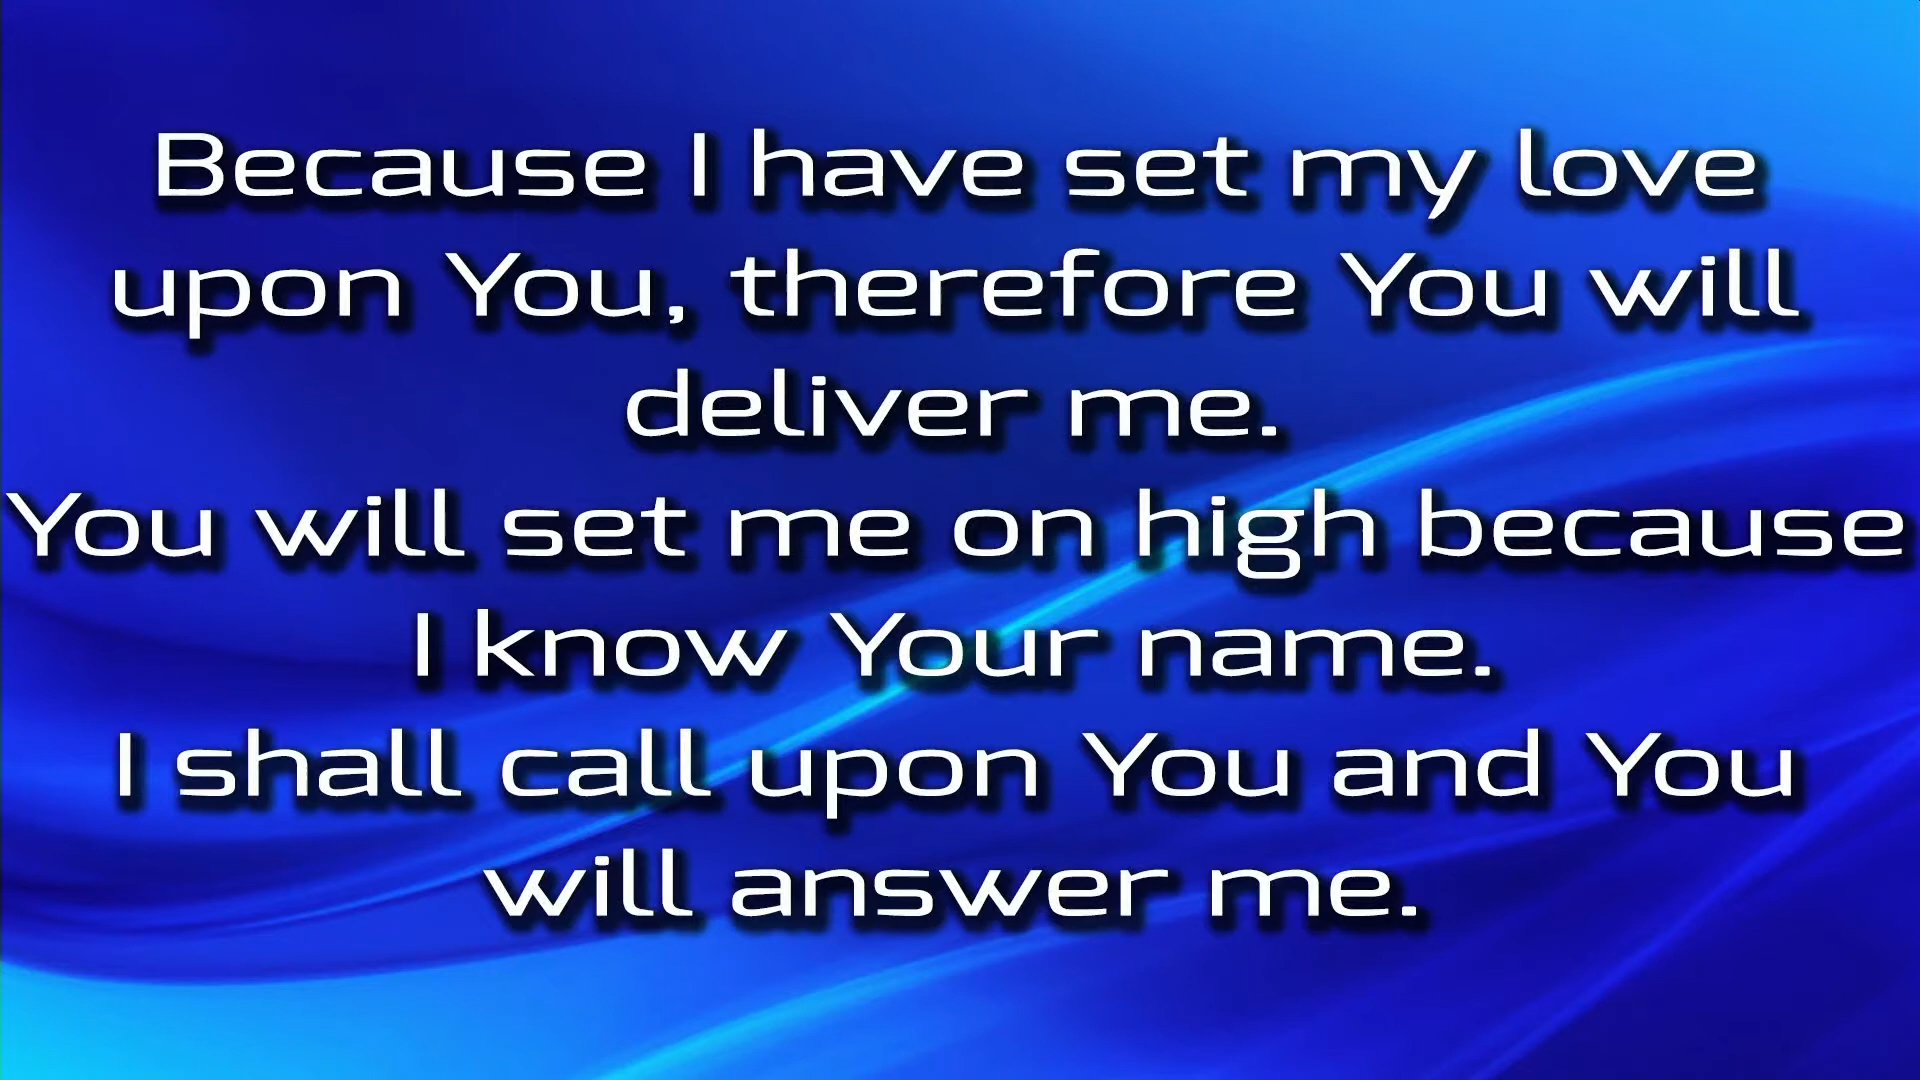 Because I have set my love
upon You, therefore You will
deliver me.
You will set me on high because
I know Your name.
I shall call upon You and You
will answer me.